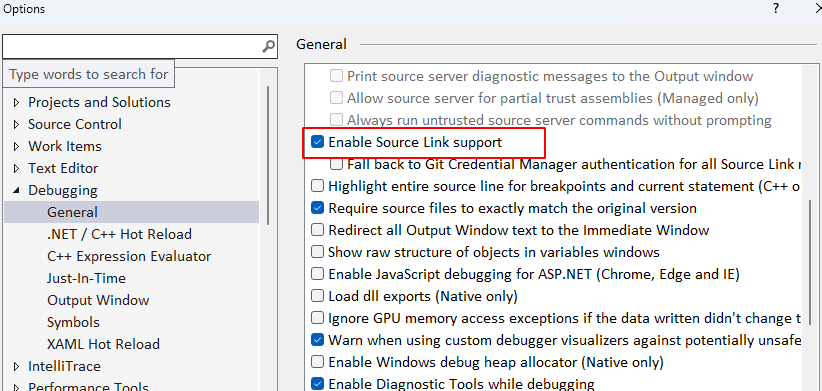 Options
?
General
Type words to search for
Projects and Solutions
Source Control
Work Items
Text Editor
Debugging
General
.NET / C++ Hot Reload
C++ Expression Evaluator
Just-In-Time
Output Window
Symbols
XAML Hot Reload
IntelliTrace
Performance Tools
Print source server diagnostic messages to the Output window
Allow source server for partial trust assemblies (Managed only)
Always run untrusted source server commands without prompting
Enable Source Link support
Fall back to Git Credential Manager authentication for all Source Link r
Highlight entire source line for breakpoints and current statement (C++ o
Require source files to exactly match the original version
Redirect all Output Window text to the Immediate Window
Show raw structure of objects in variables windows
Enable JavaScript debugging for ASP.NET (Chrome, Edge and IE)
Load dll exports (Native only)
Ignore GPU memory access exceptions if the data written didn't change t
Warn when using custom debugger visualizers against potentially unsafe
Enable Windows debug heap allocator (Native only)
Enable Diagnostic Tools while debugging